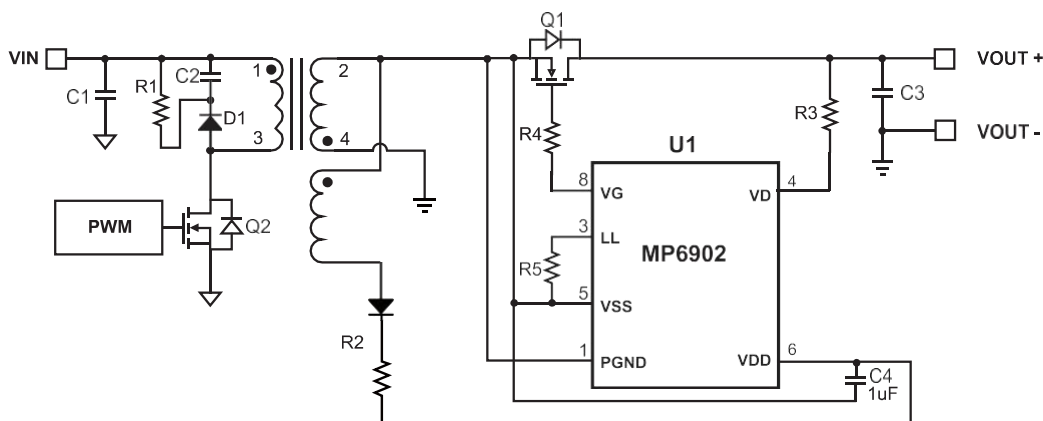 Q1
VIN
1
2
VOUT +
C2
R1
C1
D1
C3
R3
R4
3
4
VOUT -
U1
8
VG
VD
4
PWM
Q2
3
LL
MP6902
R5
5
VSS
R2
1
PGND
VDD
6
C4
1uF